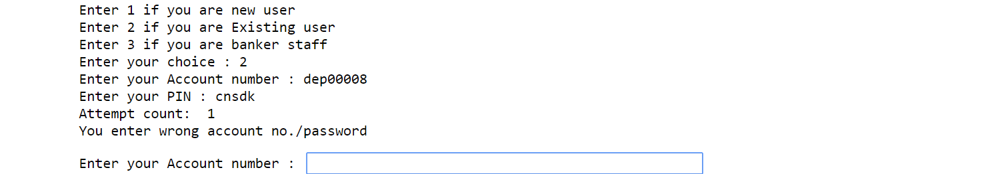 Enter 1 if you are new user
Enter 2 if you are Existing user
Enter 3 if you are banker staff
Enter your choice : 2
Enter your Account number : dep00008
Enter your PIN : cnsdk
Attempt count:  1
You enter wrong account no./password
Enter your Account number :